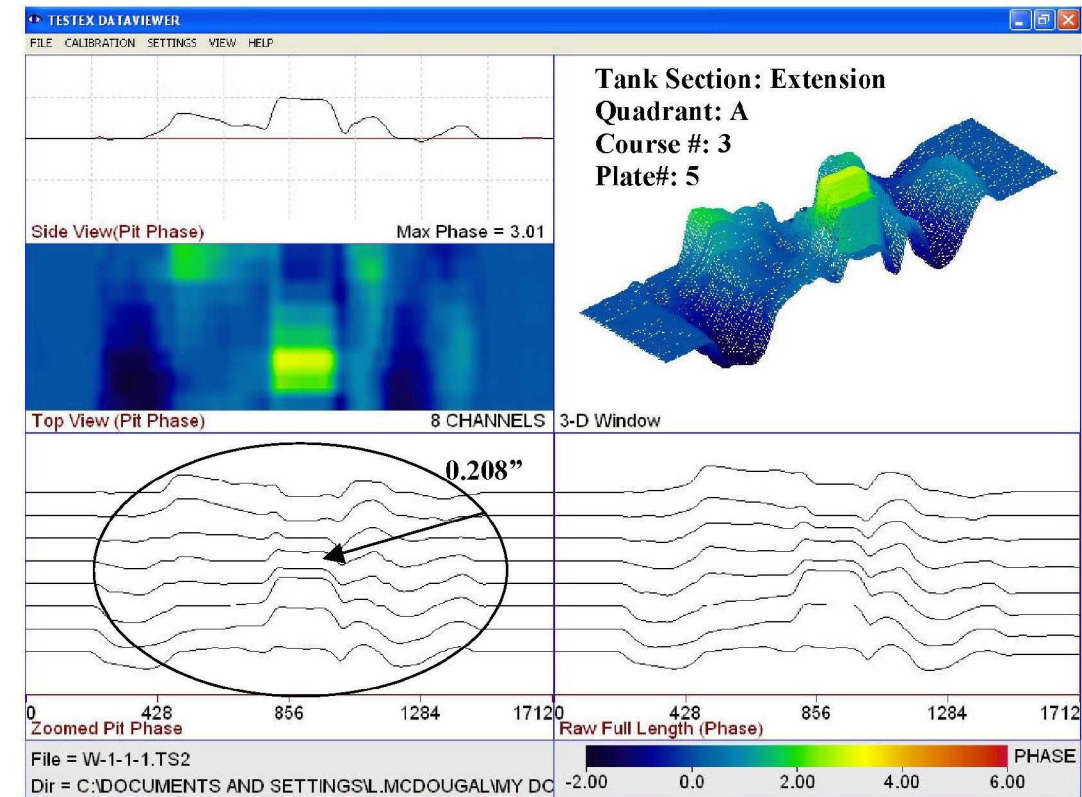 TESTEX DATAVIEWER
FILE CALIBRATION SETTINGS VIEW HELP
Side View(Pit Phase)
Max Phase = 3.01
Tank Section: Extension
Quadrant: A
Course #: 3
Plate#: 5
Top View (Pit Phase)
8 CHANNELS
3-D Window
0.208”
0 428 856 1284 1712
Zoomed Pit Phase
0 428 856 1284 1712
Raw Full Length (Phase)
File = W-1-1-1.TS2
Dir = C:\DOCUMENTS AND SETTINGS\L.MCDOUGAL\MY DC
PHASE
-2.00 0.0 2.00 4.00 6.00